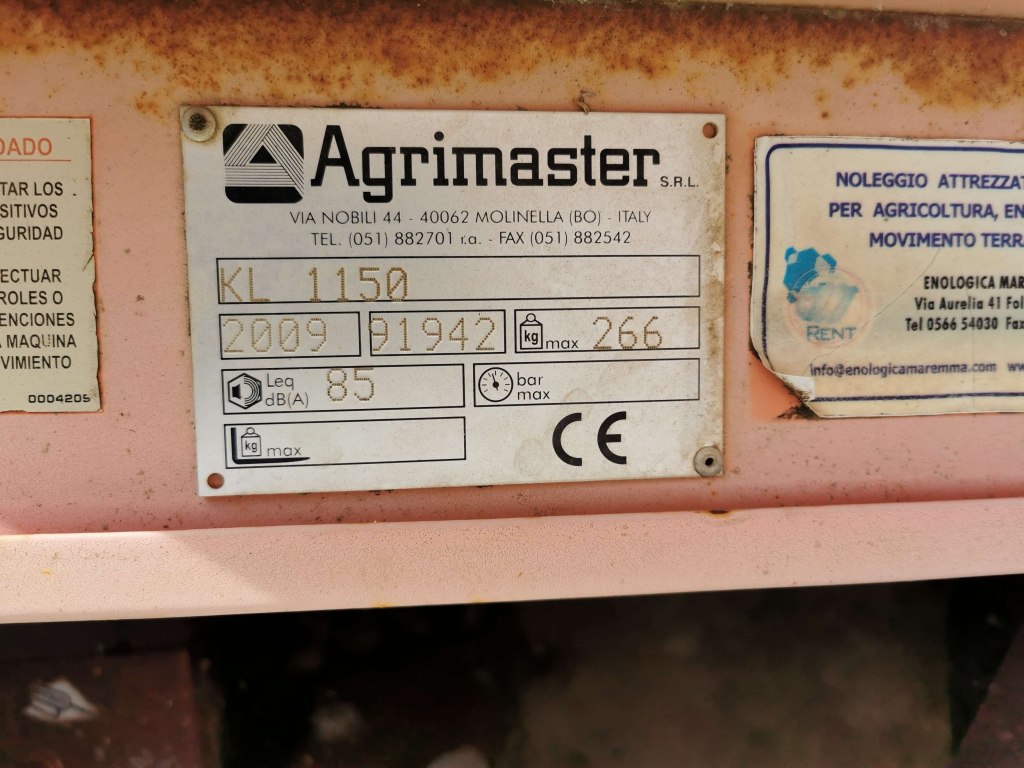 DADO
TAR LOS
SITIVOS
GURIDAD
ECTUAR
ROLES O
ENCIONES
A MAQUINA
VIMIENTO
0004205
Agrimaster S.R.L.
VIA NOBILI 44 - 40062 MOLINELLA (BO) - ITALY
TEL. (051) 882701 r.a. - FAX (051) 882542
KL 1150
2009 91942 kg max 266
Leq dB(A) 85 bar max
kg max
CE
NOLEGGIO ATTREZZAT
PER AGRICOLTURA, EN
MOVIMENTO TERRA
ENOLOGICA MAR
Via Aurelia 41 Fol
Tel 0566 54030 Fax
RENT
info@enologicamaremma.com ww